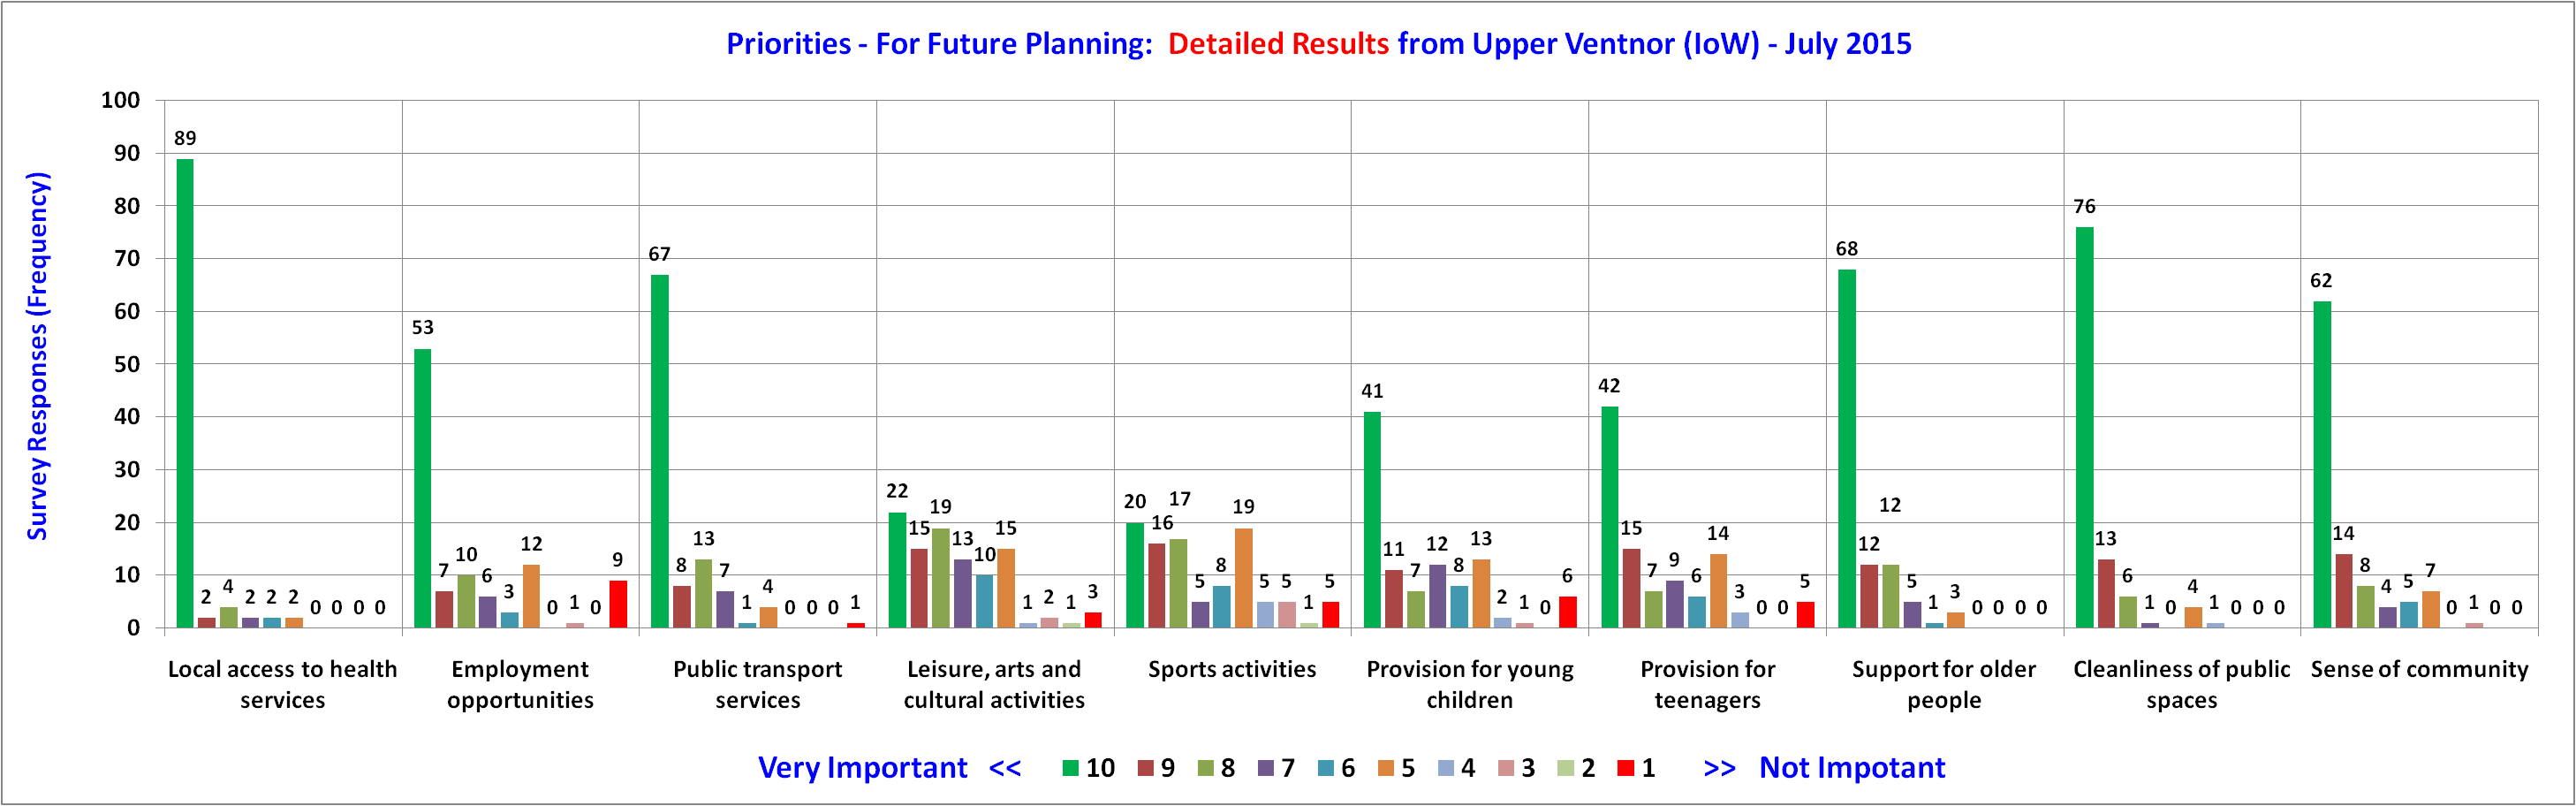 Priorities - For Future Planning: Detailed Results from Upper Ventnor (IoW) - July 2015
Survey Responses (Frequency)
100
90
80
70
60
50
40
30
20
10
0
89 2 4 2 2 2 0 0 0 0
53 7 10 6 3 12 0 1 0 9
67 8 13 7 1 4 0 0 0 1
22 15 19 13 10 15 1 2 1 3
20 16 17 5 8 19 5 5 1 5
41 11 7 12 8 13 2 1 0 6
42 15 7 9 6 14 3 0 0 5
68 12 12 5 1 3 0 0 0 0
76 13 6 1 0 4 1 0 0 0
62 14 8 4 5 7 0 1 0 0
Local access to health
services
Employment
opportunities
Public transport
services
Leisure, arts and
cultural activities
Sports activities
Provision for young
children
Provision for
teenagers
Support for older
people
Cleanliness of public
spaces
Sense of community
Very Important << 10 9 8 7 6 5 4 3 2 1 >> Not Impotant